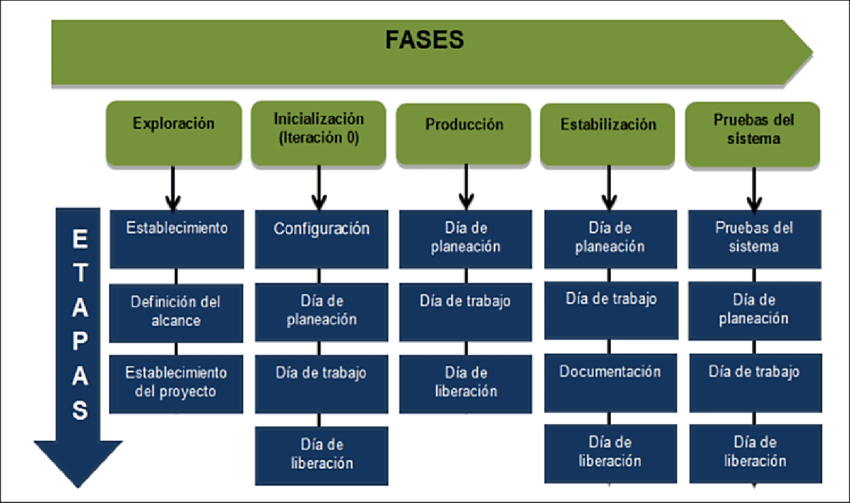 FASES
Exploración
Inicialización
(Iteración 0)
Producción
Estabilización
Pruebas del
sistema
ETAPAS
Establecimiento
Definición del
alcance
Establecimiento
del proyecto
Configuración
Día de
planeación
Día de trabajo
Día de
liberación
Día de
planeación
Día de trabajo
Día de
liberación
Día de
planeación
Día de trabajo
Documentación
Día de
liberación
Pruebas del
sistema
Día de
planeación
Día de trabajo
Día de
liberación